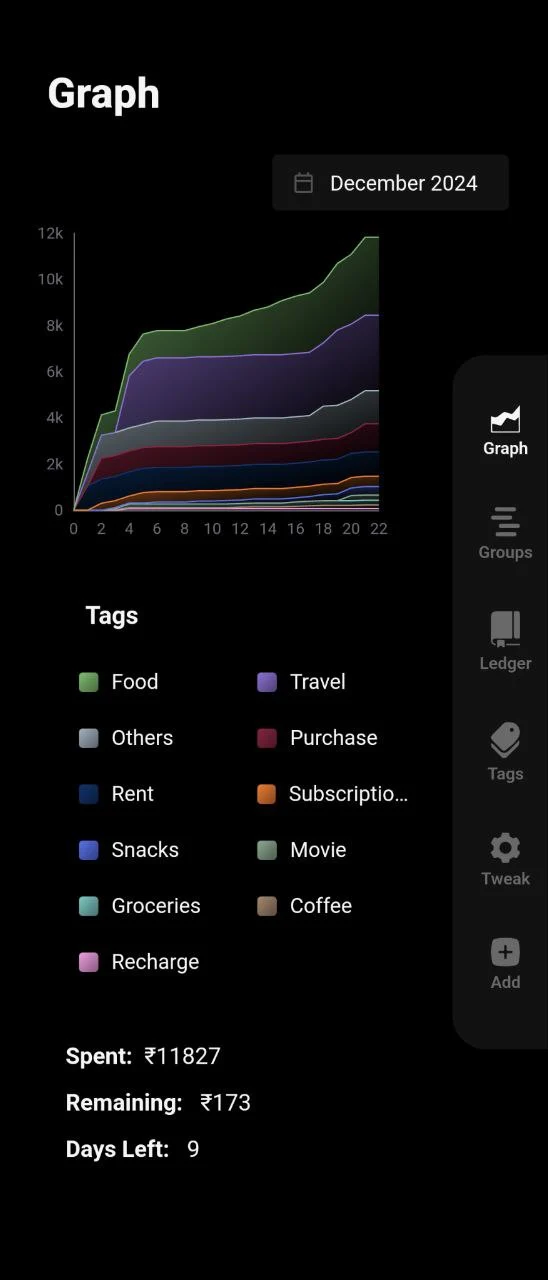 Graph
December 2024
12k
10k
8k
6k
4k
2k
0
0 2 4 6 8 10 12 14 16 18 20 22
Graph
Groups
Ledger
Tags
Tweak
Add
Tags
Food Travel
Others Purchase
Rent Subscriptio...
Snacks Movie
Groceries Coffee
Recharge
Spent: ₹11827
Remaining: ₹173
Days Left: 9